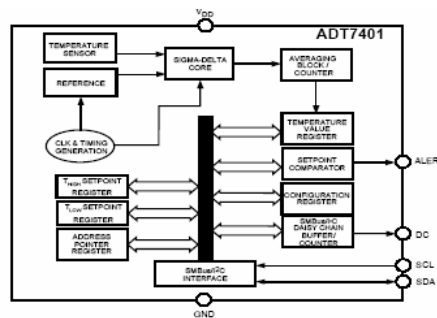 VDD
ADT7401
TEMPERATURE
SENSOR
REFERENCE
SIGMA-DELTA
CORE
AVERAGING
BLOCK /
COUNTER
CLK & TIMING
GENERATION
TEMPERATURE
VALUE
REGISTER
SETPOINT
COMPARATOR
ALER
THIGH SETPOINT
REGISTER
CONFIGURATION
REGISTER
TLOW SETPOINT
REGISTER
SMBus/I2C
DAISY CHAIN
BUFFER/
COUNTER
DC
ADDRESS
POINTER
REGISTER
SMBus/I2C
INTERFACE
SCL
SDA
GND